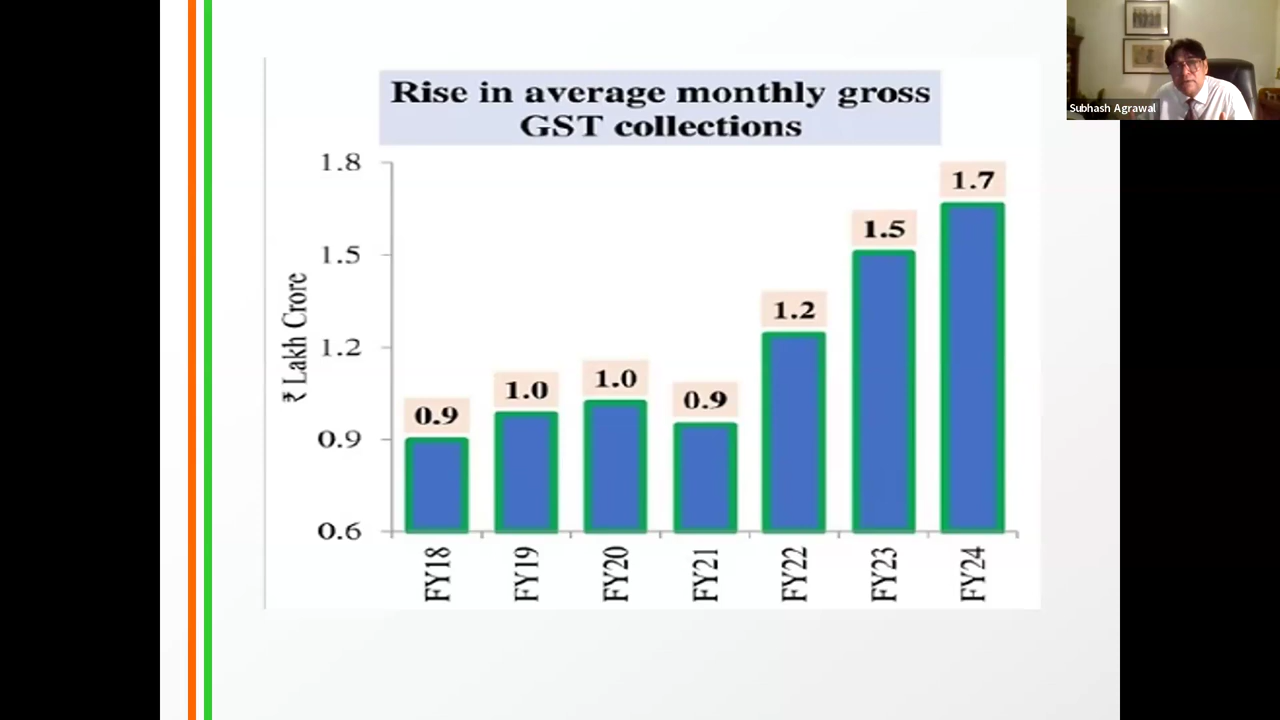 Subhash Agrawal
Rise in average monthly gross
GST collections
₹ Lakh Crore
1.8
1.5
1.2
0.9
0.6
0.9
1.0
1.0
0.9
1.2
1.5
1.7
FY18
FY19
FY20
FY21
FY22
FY23
FY24